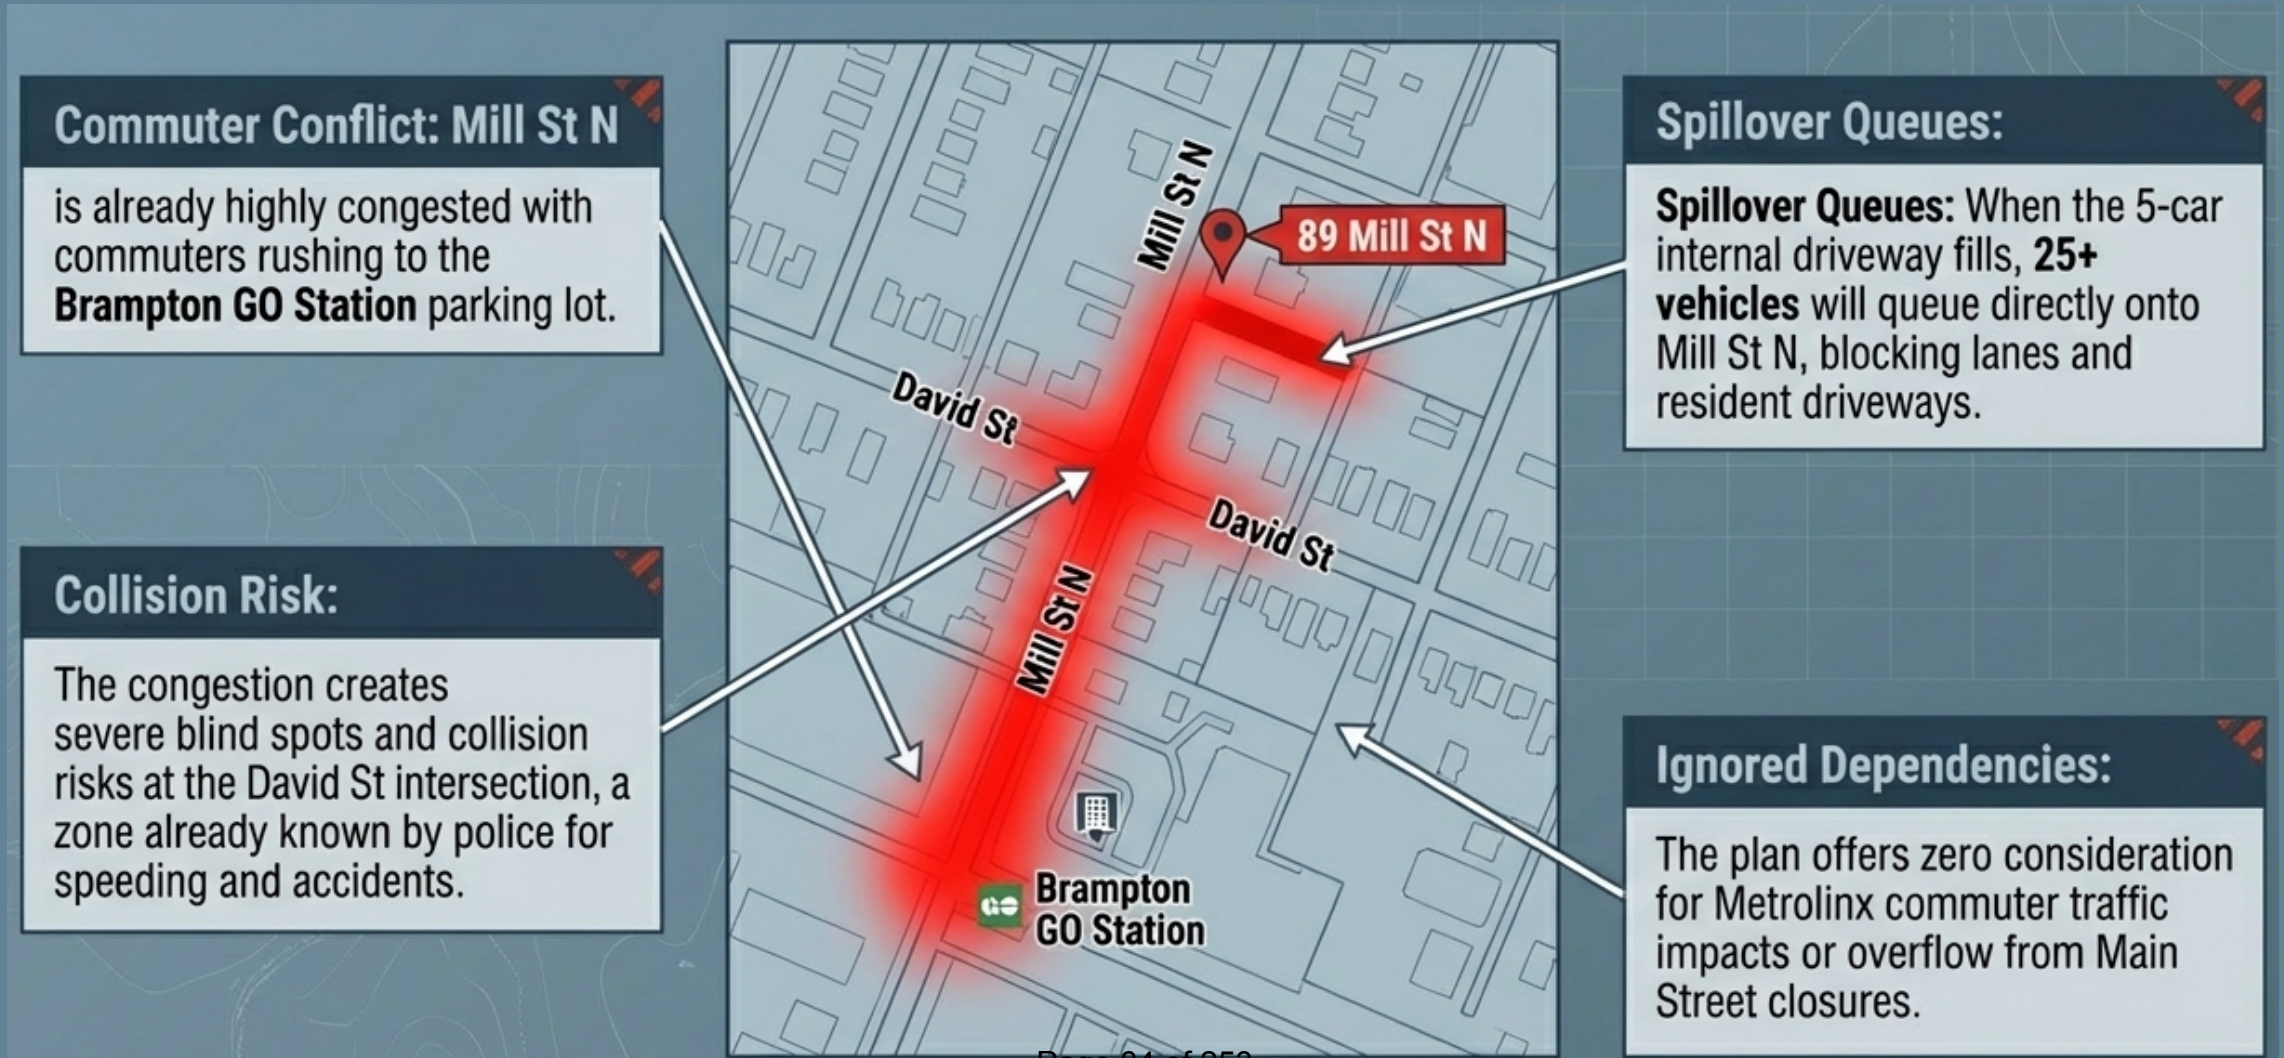 Commuter Conflict: Mill St N
is already highly congested with
commuters rushing to the
Brampton GO Station parking lot.
Collision Risk:
The congestion creates
severe blind spots and collision
risks at the David St intersection, a
zone already known by police for
speeding and accidents.
Mill St N
89 Mill St N
David St
David St
Mill St N
GO
Brampton
GO Station
Spillover Queues:
Spillover Queues: When the 5-car
internal driveway fills, 25+
vehicles will queue directly onto
Mill St N, blocking lanes and
resident driveways.
Ignored Dependencies:
The plan offers zero consideration
for Metrolinx commuter traffic
impacts or overflow from Main
Street closures.